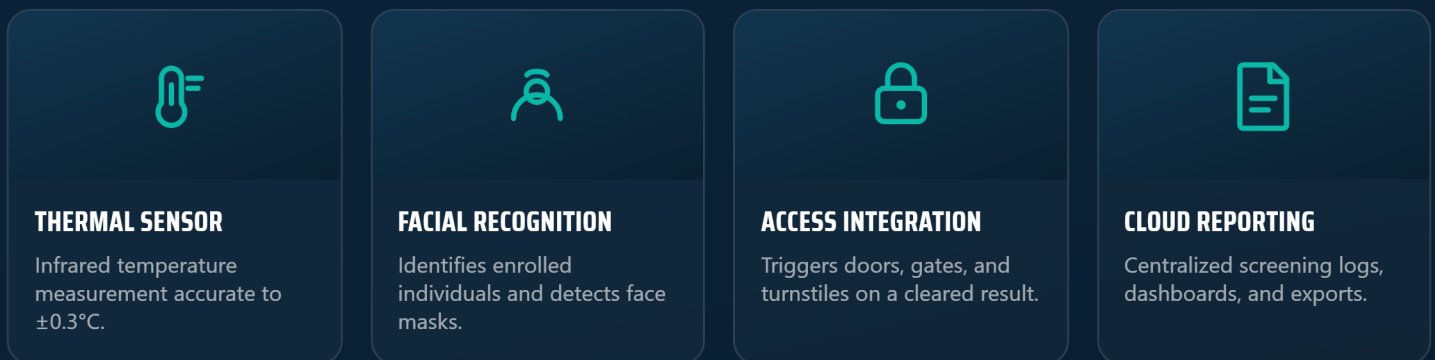 THERMAL SENSOR
Infrared temperature
measurement accurate to
±0.3°C.
FACIAL RECOGNITION
Identifies enrolled
individuals and detects face
masks.
ACCESS INTEGRATION
Triggers doors, gates, and
turnstiles on a cleared result.
CLOUD REPORTING
Centralized screening logs,
dashboards, and exports.